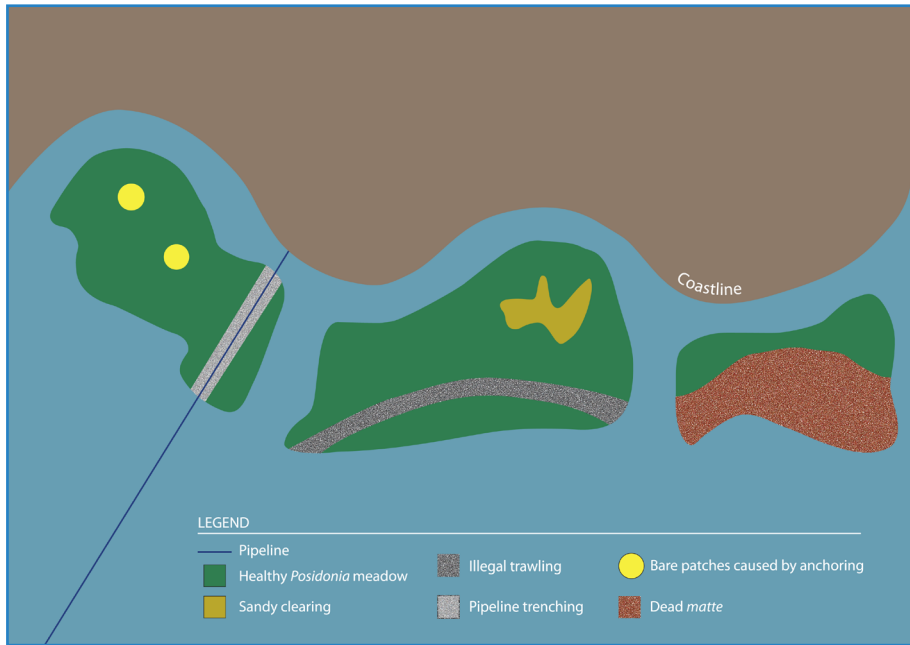 Coastline
LEGEND
Pipeline
Healthy Posidonia meadow
Sandy clearing
Illegal trawling
Pipeline trenching
Bare patches caused by anchoring
Dead matte